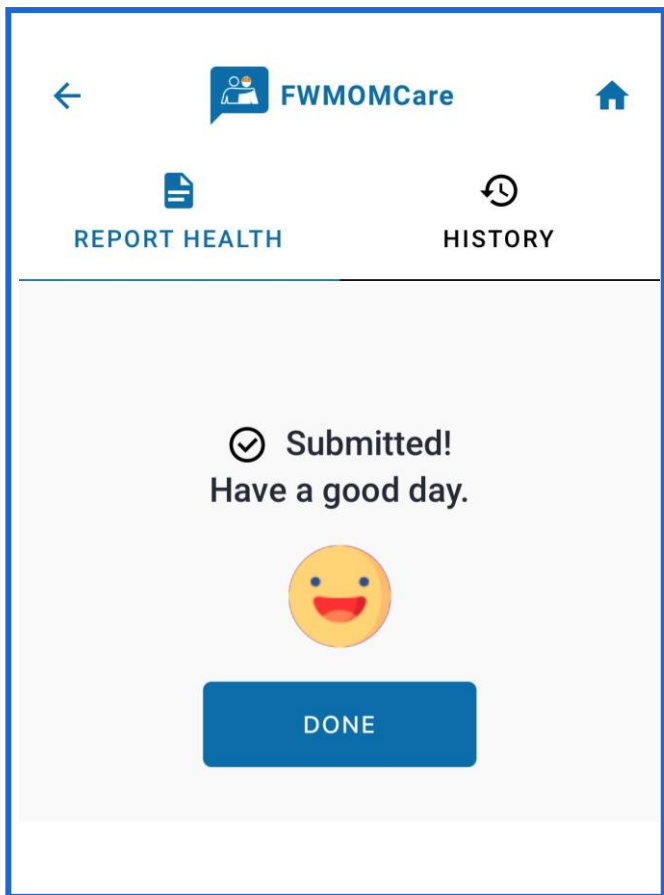 FWMOMCare
REPORT HEALTH
HISTORY
Submitted!
Have a good day.
DONE